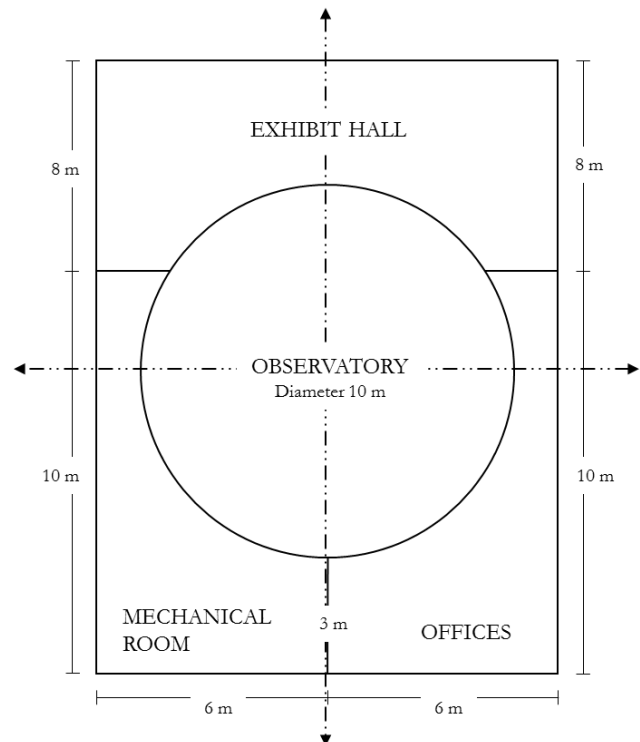 EXHIBIT HALL
8 m
8 m
OBSERVATORY
Diameter 10 m
10 m
10 m
MECHANICAL
ROOM
3 m
OFFICES
6 m
6 m